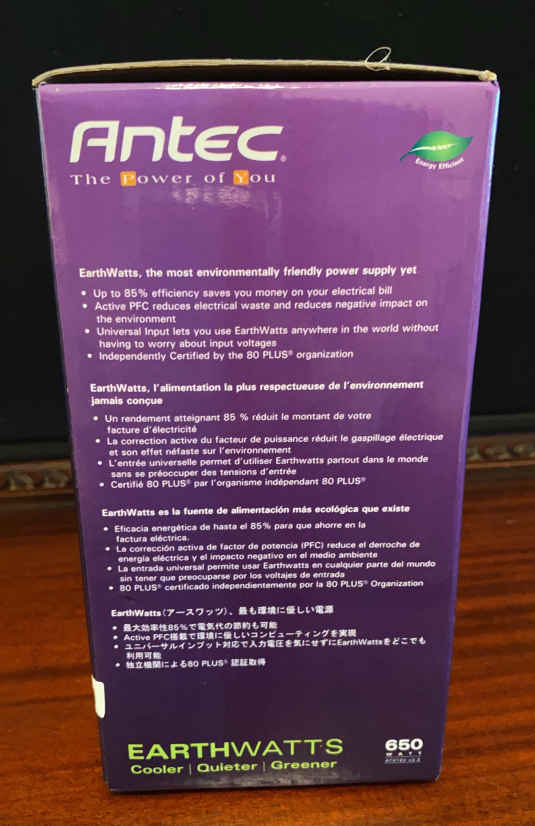 Antec®
The Power of You
Energy Efficient
EarthWatts, the most environmentally friendly power supply yet
• Up to 85% efficiency saves you money on your electrical bill
• Active PFC reduces electrical waste and reduces negative impact on
the environment
• Universal Input lets you use EarthWatts anywhere in the world without
having to worry about input voltages
• Independently Certified by the 80 PLUS® organization
EarthWatts, l'alimentation la plus respectueuse de l'environnement
jamais conçue
• Un rendement atteignant 85 % réduit le montant de votre
facture d'électricité
• La correction active du facteur de puissance réduit le gaspillage électrique
et son effet néfaste sur l'environnement
• L'entrée universelle permet d'utiliser Earthwatts partout dans le monde
sans se préoccuper des tensions d'entrée
• Certifié 80 PLUS® par l'organisme indépendant 80 PLUS®
EarthWatts es la fuente de alimentación más ecológica que existe
• Eficacia energética de hasta el 85% para que ahorre en la
factura eléctrica.
• La corrección activa de factor de potencia (PFC) reduce el derroche de
energía eléctrica y el impacto negativo en el medio ambiente
• La entrada universal permite usar Earthwatts en cualquier parte del mundo
sin tener que preocuparse por los voltajes de entrada
• 80 PLUS® certificado independientemente por la 80 PLUS® Organization
EarthWatts(アースワッツ)、最も環境に優しい電源
• 最大効率性85%で電気代の節約も可能
• Active PFC搭載で環境に優しいコンピューティングを実現
• ユニバーサルインプット対応で入力電圧を気にせずにEarthWattsをどこでも
利用可能
• 独立機関による80 PLUS® 認証取得
EARTHWATTS
Cooler | Quieter | Greener
650
WATT